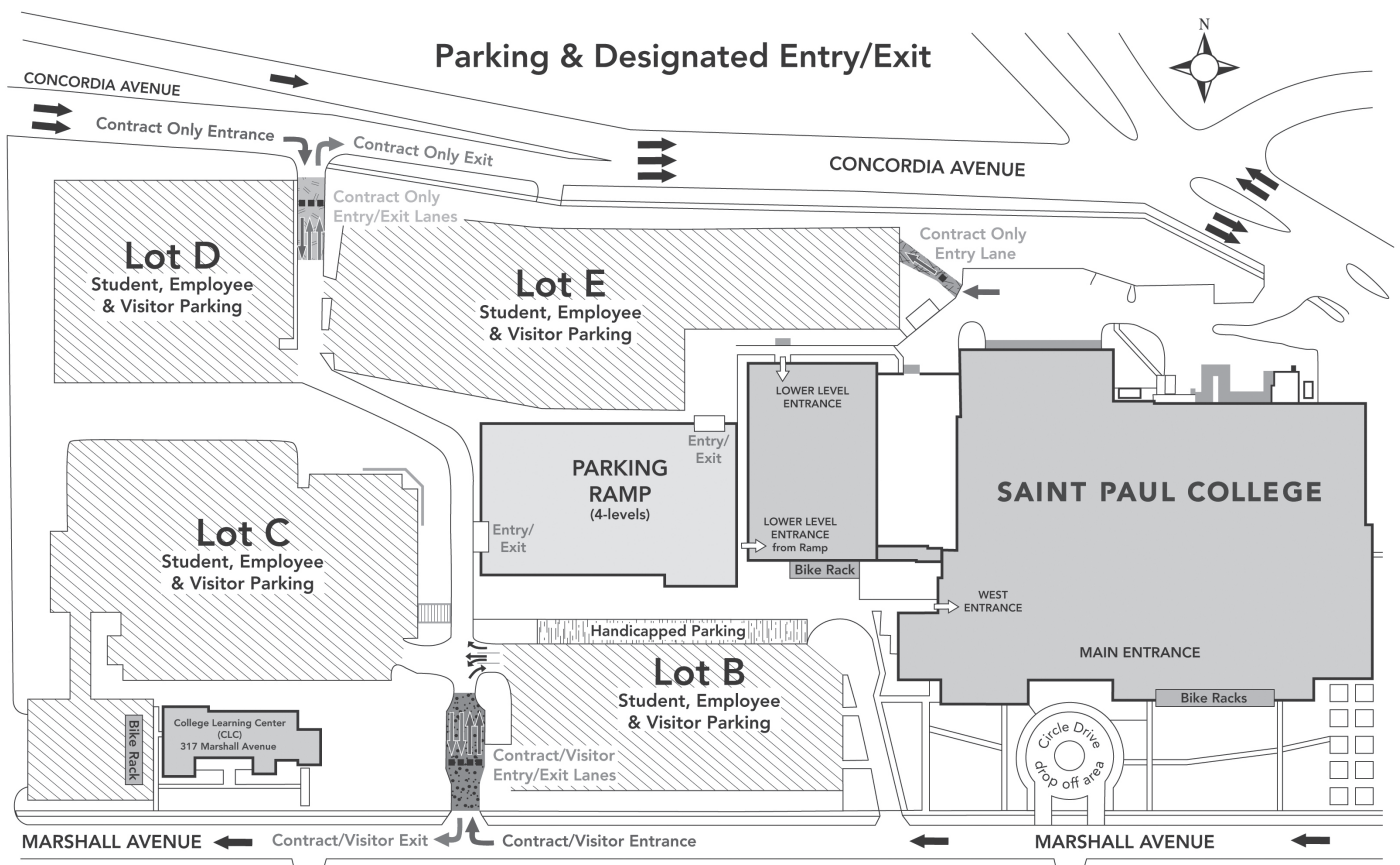 N
Parking & Designated Entry/Exit
CONCORDIA AVENUE
Contract Only Entrance
Contract Only Exit
CONCORDIA AVENUE
Contract Only
Entry/Exit Lanes
Contract Only
Entry Lane
Lot D
Student, Employee
& Visitor Parking
Lot E
Student, Employee
& Visitor Parking
LOWER LEVEL
ENTRANCE
Entry/
Exit
PARKING
RAMP
(4-levels)
SAINT PAUL COLLEGE
Lot C
Student, Employee
& Visitor Parking
Entry/
Exit
LOWER LEVEL
ENTRANCE
from Ramp
Bike Rack
WEST
ENTRANCE
Handicapped Parking
MAIN ENTRANCE
Lot B
Student, Employee
& Visitor Parking
Bike Racks
College Learning Center
(CLC)
317 Marshall Avenue
Bike Rack
Circle Drive
drop off area
Contract/Visitor
Entry/Exit Lanes
MARSHALL AVENUE
Contract/Visitor Exit
Contract/Visitor Entrance
MARSHALL AVENUE